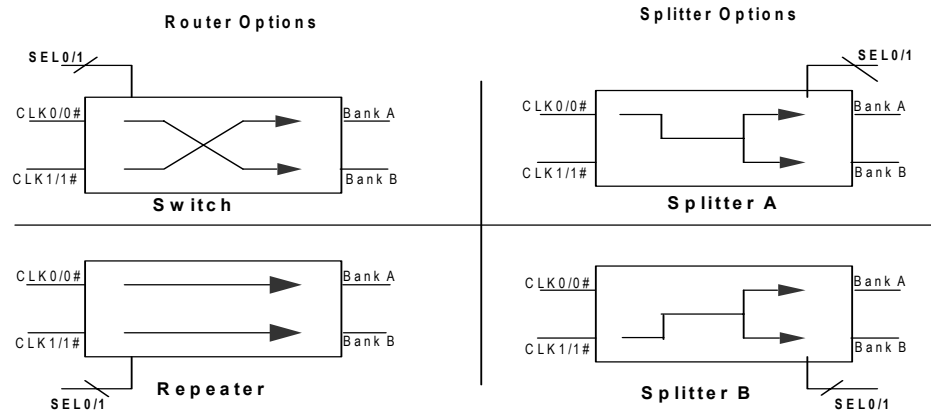 Router Options
Splitter Options
SEL0/1
SEL0/1
CLK0/0#
Bank A
CLK1/1#
Bank B
Switch
CLK0/0#
Bank A
CLK1/1#
Bank B
Splitter A
CLK0/0#
Bank A
CLK1/1#
Bank B
Repeater
SEL0/1
CLK0/0#
Bank A
CLK1/1#
Bank B
Splitter B
SEL0/1